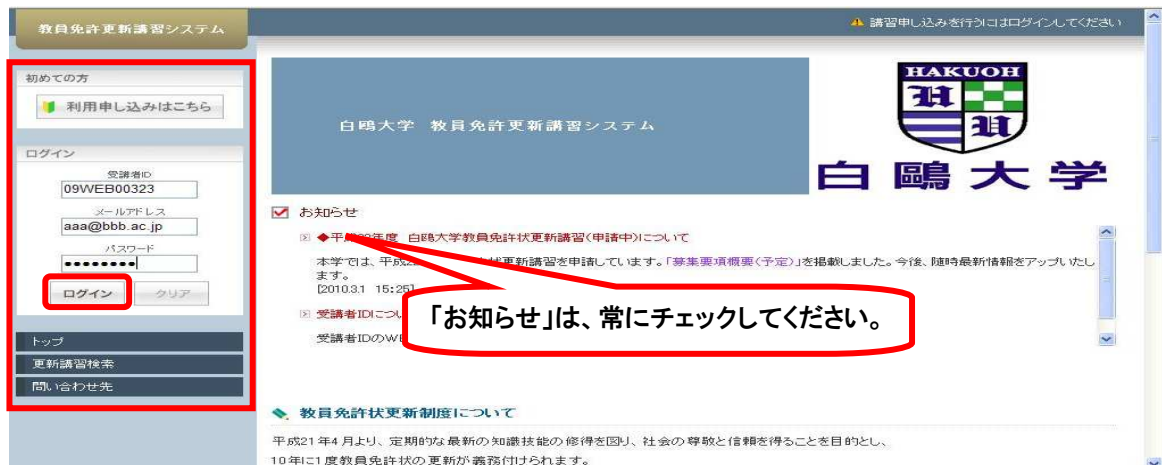 教員免許更新講習システム
講習申し込みを行うにはログインしてください
初めての方
利用申し込みはこちら
ログイン
受講者ID
09WEB00323
メールアドレス
aaa@bbb.ac.jp
パスワード
●●●●●●●●
ログイン クリア
トップ
更新講習検索
問い合わせ先
白鴎大学 教員免許更新講習システム
HAKUOH
H
H
白鷗大学
お知らせ
◆平成22年度 白鴎大学教員免許状更新講習(申請中)について
本学では、平成2 状更新講習を申請しています。「募集要項概要(予定)」を掲載しました。今後、随時最新情報をアップいたし
ます。
[2010.3.1 15:25]
受講者IDについ
受講者IDのWE
「お知らせ」は、常にチェックしてください。
教員免許状更新制度について
平成21年4月より、定期的な最新の知識技能の修得を図り、社会の尊敬と信頼を得ることを目的とし、
10年に1度教員免許状の更新が義務付けられます。